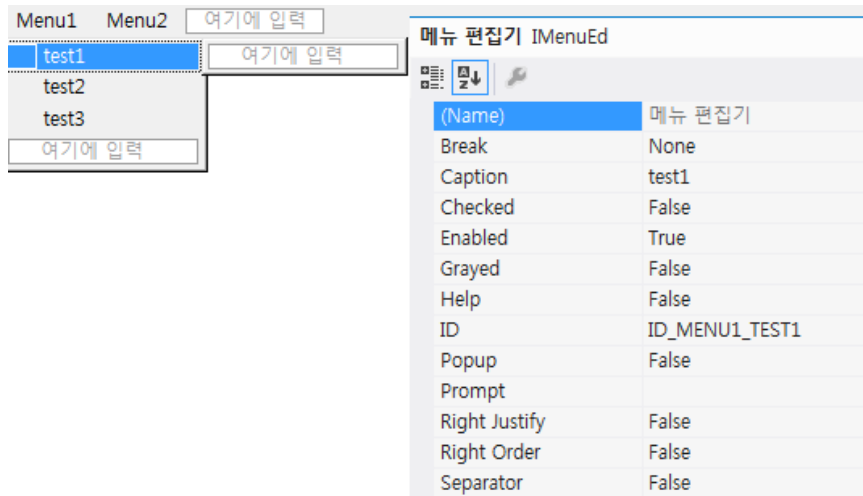 Menu1 Menu2 여기에 입력
test1 여기에 입력
test2
test3
여기에 입력
메뉴 편집기 IMenuEd
(Name) 메뉴 편집기
Break None
Caption test1
Checked False
Enabled True
Grayed False
Help False
ID ID_MENU1_TEST1
Popup False
Prompt
Right Justify False
Right Order False
Separator False